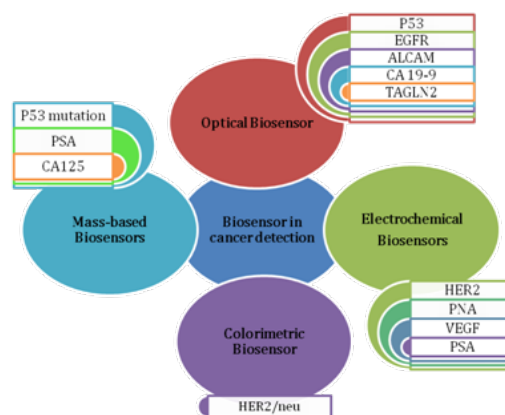 P53
EGFR
ALCAM
CA 19-9
TAGLN2
Optical Biosensor
P53 mutation
PSA
CA125
Mass-based
Biosensors
Biosensor in
cancer detection
Electrochemical
Biosensors
HER2
PNA
VEGF
PSA
Colorimetric
Biosensor
HER2/neu